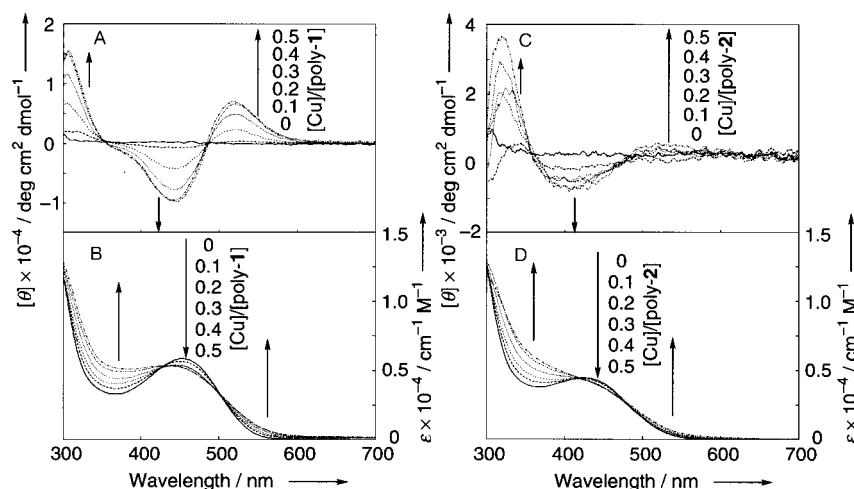 A
[θ] × 10⁻⁴ / deg cm² dmol⁻¹
2
1
0
−1
0.5
0.4
0.3
0.2
0.1
0
[Cu]/[poly-1]
B
0
0.1
0.2
0.3
0.4
0.5
[Cu]/[poly-1]
1.5
1.0
0.5
0
ε × 10⁻⁴ / cm⁻¹ M⁻¹
300 400 500 600 700
Wavelength / nm
C
[θ] × 10⁻³ / deg cm² dmol⁻¹
4
2
0
−2
0.5
0.4
0.3
0.2
0.1
0
[Cu]/[poly-2]
D
0
0.1
0.2
0.3
0.4
0.5
[Cu]/[poly-2]
1.5
1.0
0.5
0
ε × 10⁻⁴ / cm⁻¹ M⁻¹
300 400 500 600 700
Wavelength / nm